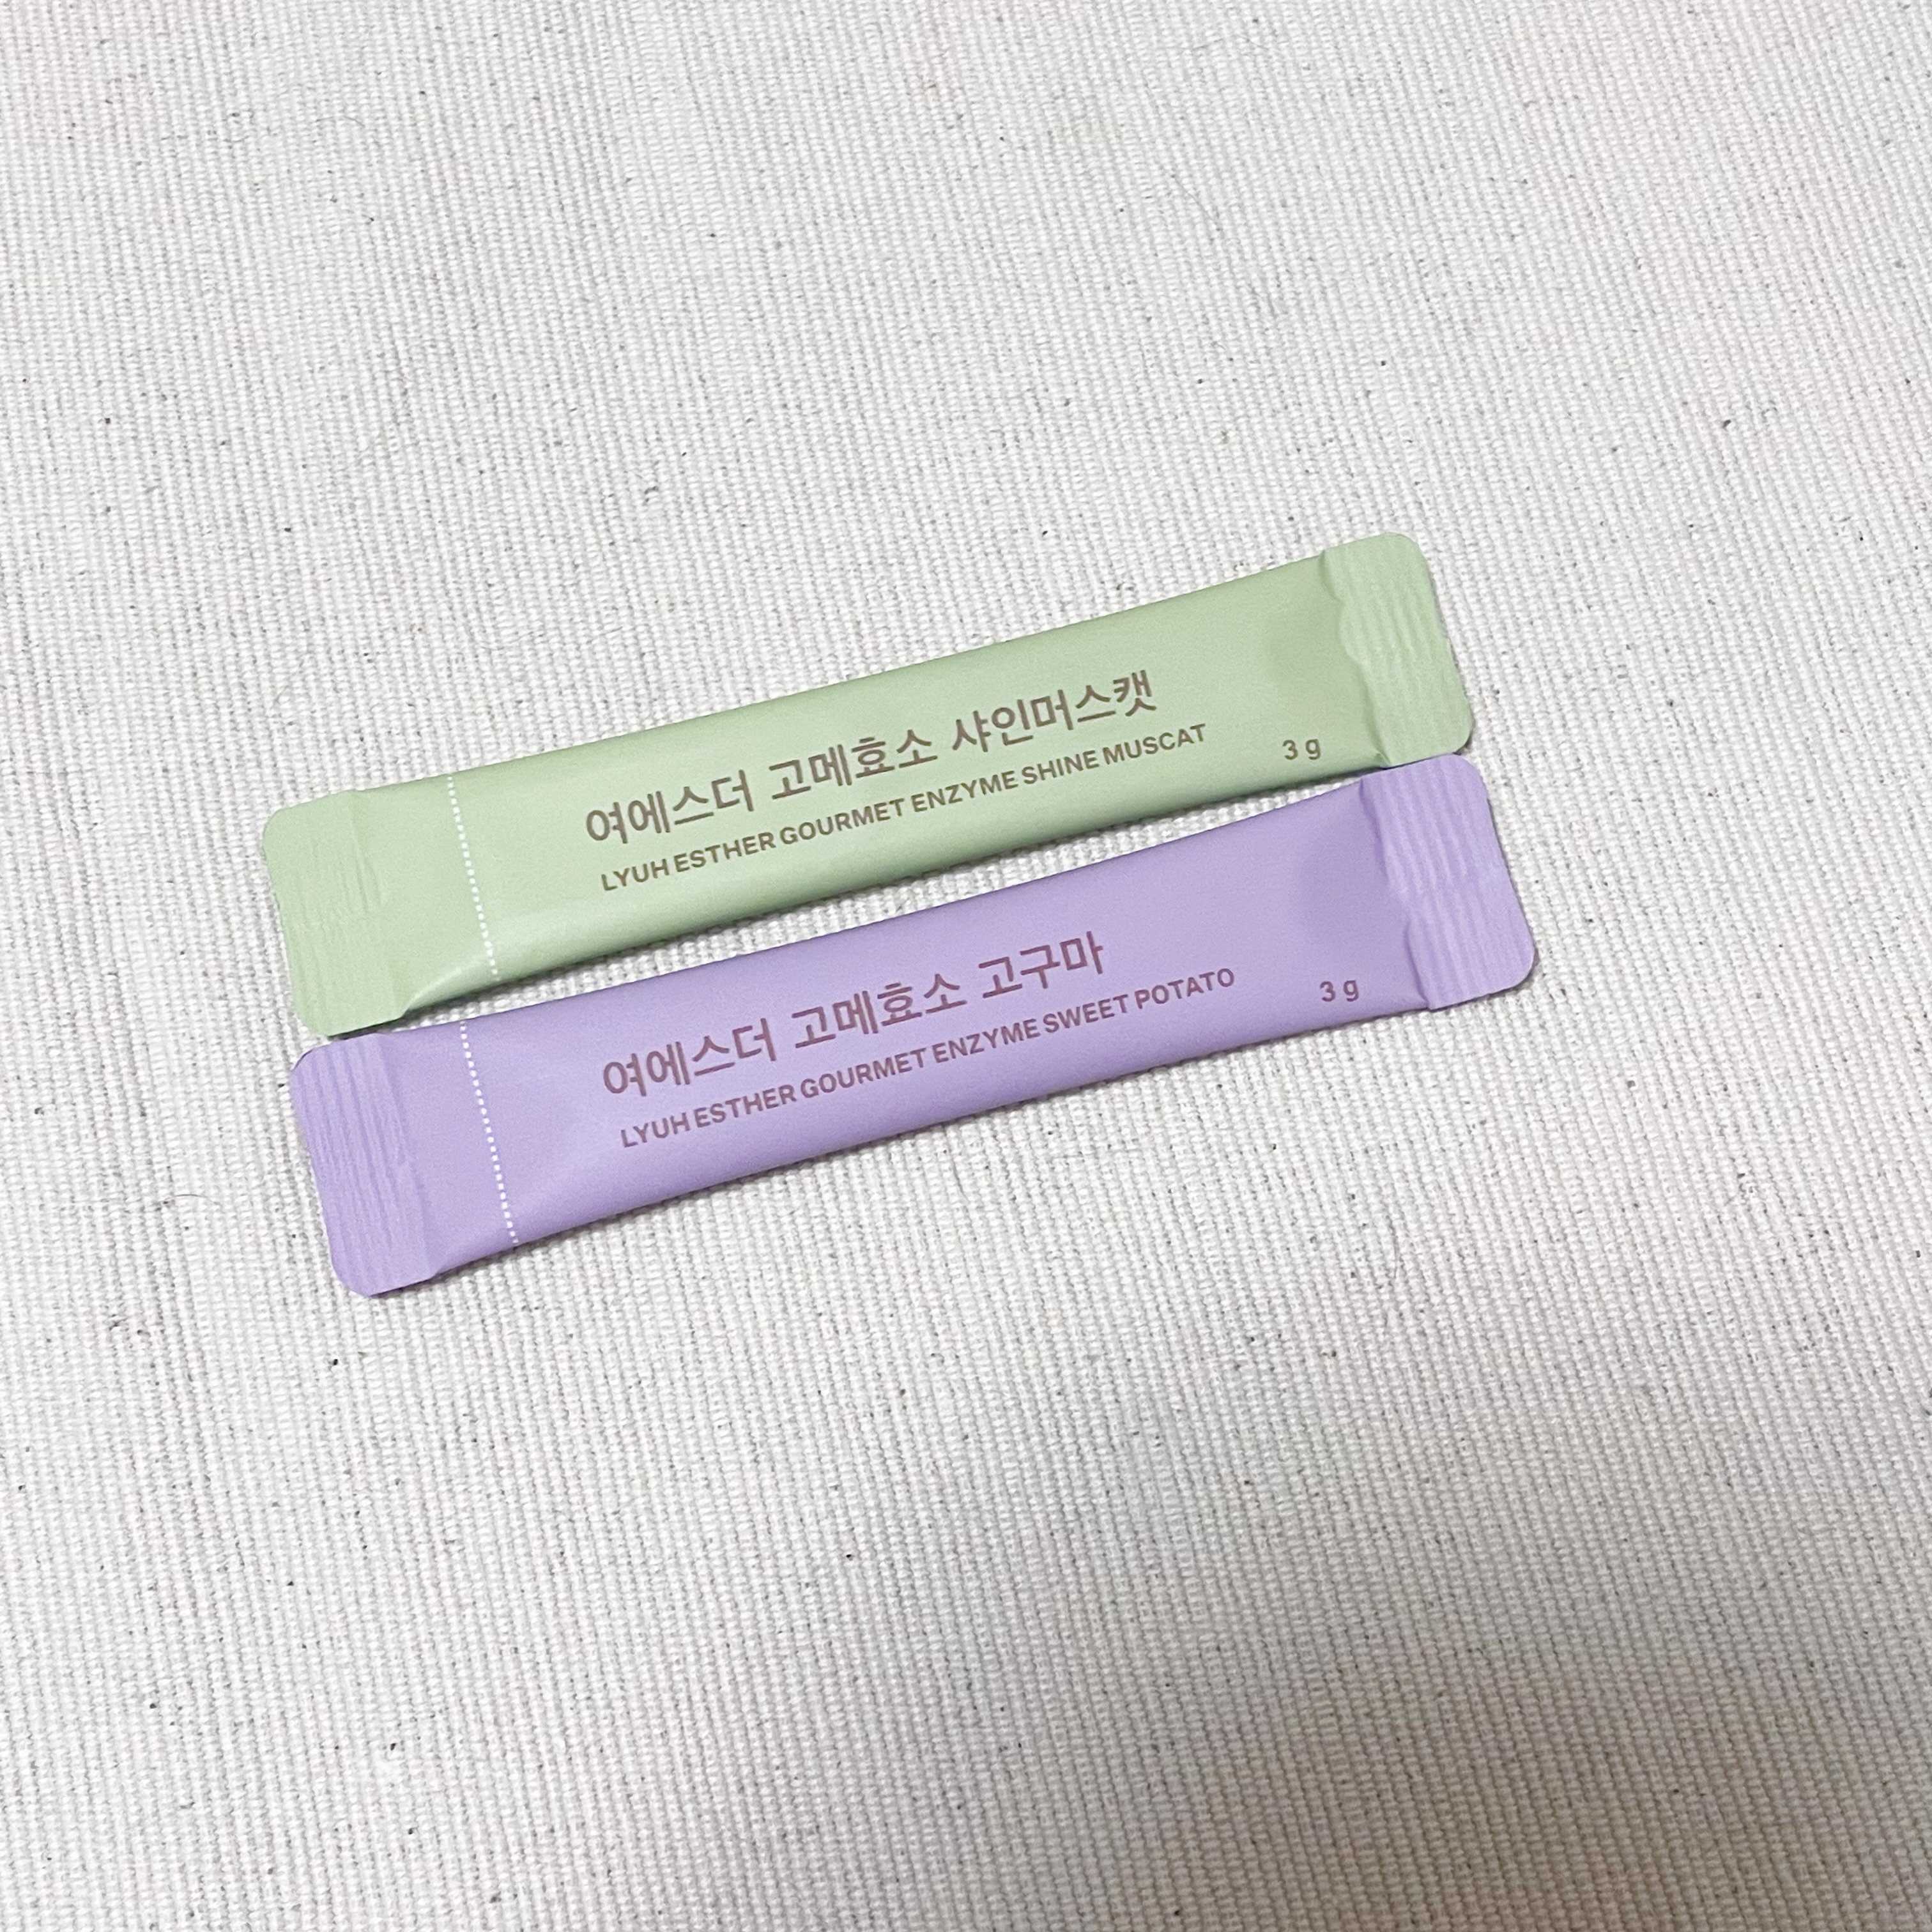 여에스더 고메효소 샤인머스캣
LYUH ESTHER GOURMET ENZYME SHINE MUSCAT
3 g
여에스더 고메효소 고구마
LYUH ESTHER GOURMET ENZYME SWEET POTATO
3 g